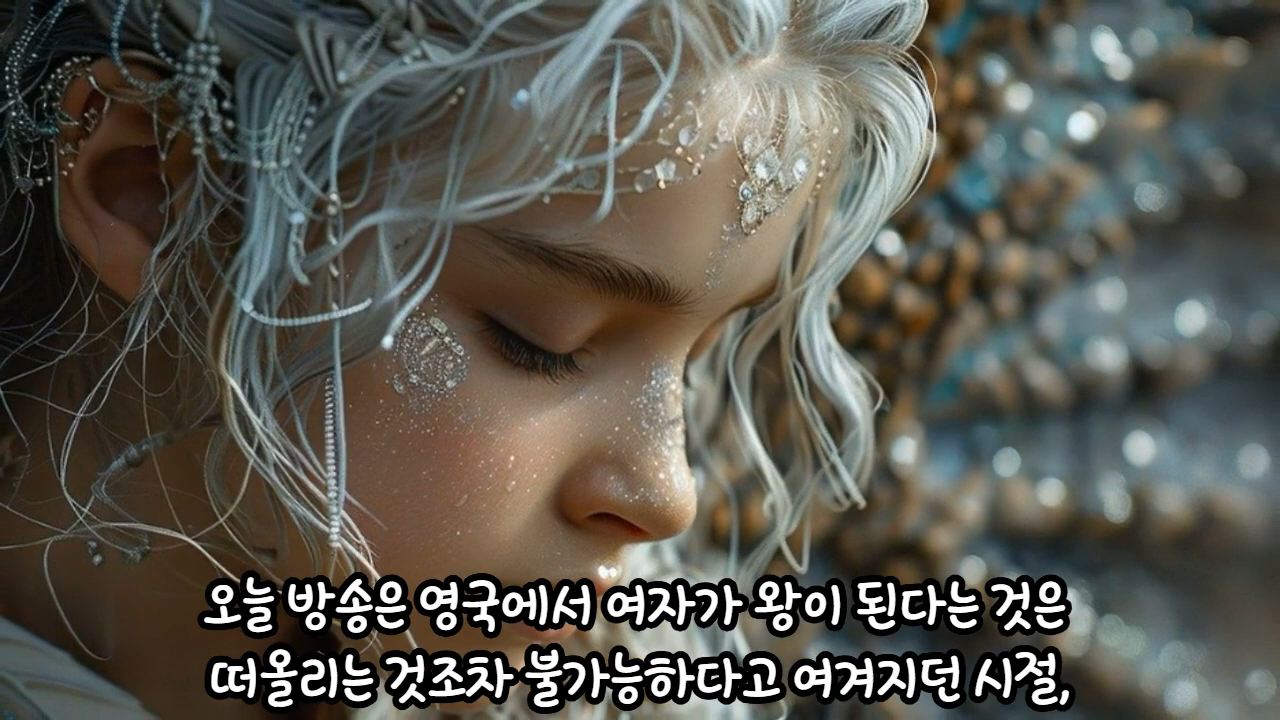 오늘 방송은 영국에서 여자가 왕이 된다는 것은
떠올리는 것조차 불가능하다고 여겨지던 시절,